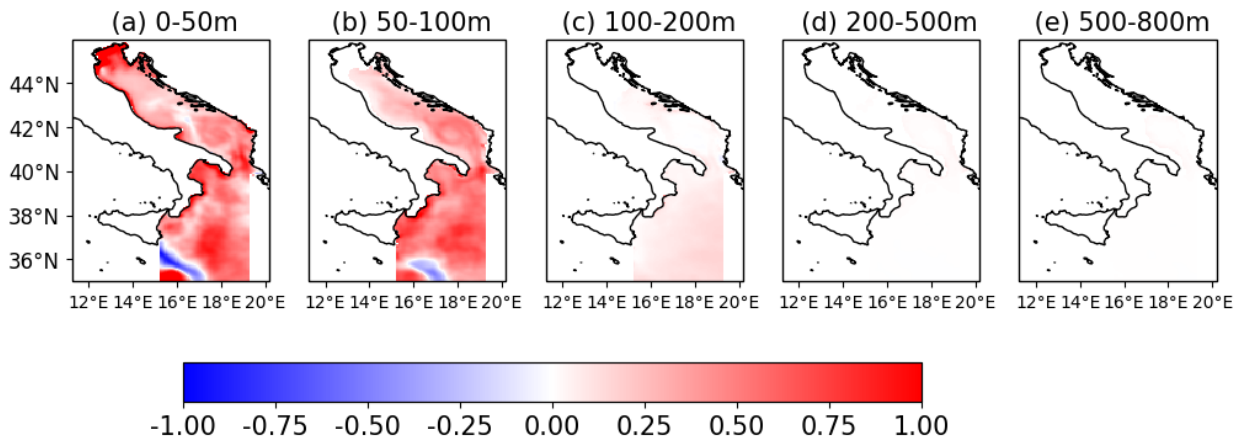 (a) 0-50m (b) 50-100m (c) 100-200m (d) 200-500m (e) 500-800m
44°N
42°N
40°N
38°N
36°N
12°E 14°E 16°E 18°E 20°E 12°E 14°E 16°E 18°E 20°E 12°E 14°E 16°E 18°E 20°E 12°E 14°E 16°E 18°E 20°E 12°E 14°E 16°E 18°E 20°E
-1.00 -0.75 -0.50 -0.25 0.00 0.25 0.50 0.75 1.00